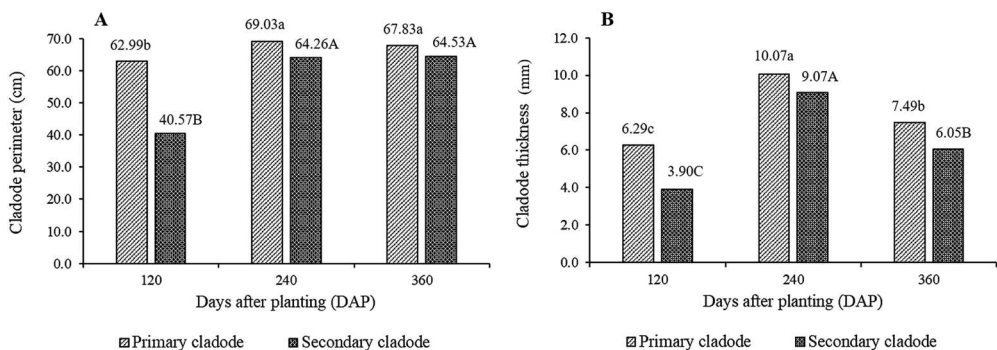 A
Cladode perimeter (cm)
70.0
60.0
50.0
40.0
30.0
20.0
10.0
0.0
62.99b
40.57B
69.03a
64.26A
67.83a
64.53A
120
240
360
Days after planting (DAP)
Primary cladode
Secondary cladode
B
Cladode thickness (mm)
12.0
10.0
8.0
6.0
4.0
2.0
0.0
6.29c
3.90C
10.07a
9.07A
7.49b
6.05B
120
240
360
Days after planting (DAP)
Primary cladode
Secondary cladode